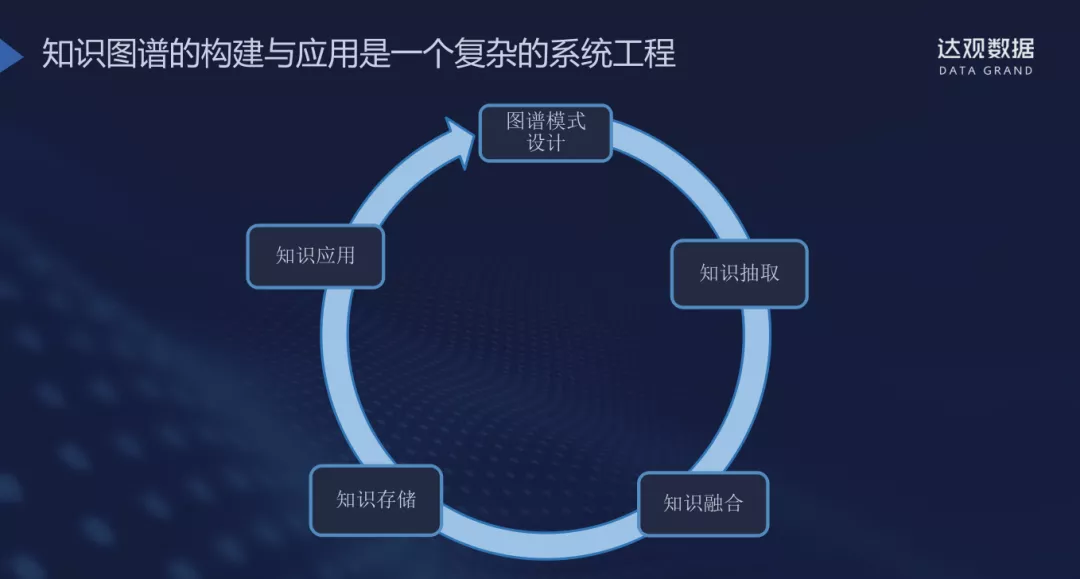 知识图谱的构建与应用是一个复杂的系统工程
达观数据
DATA GRAND
图谱模式
设计
知识应用
知识抽取
知识存储
知识融合